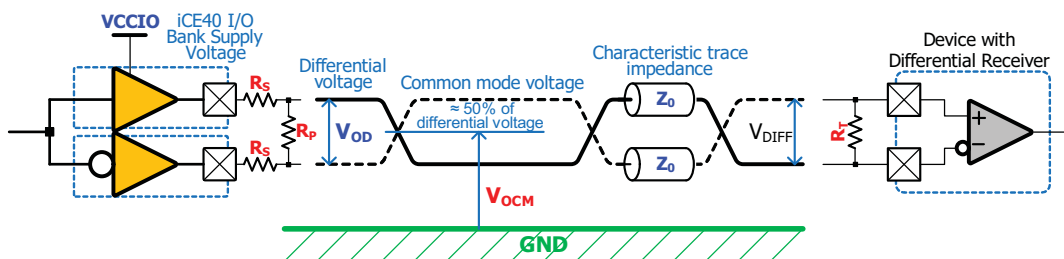 VCCIO
iCE40 I/O
Bank Supply
Voltage
RS
RP
RS
Differential
voltage
VOD
Common mode voltage
≈ 50% of
differential voltage
VOCM
GND
Characteristic trace
impedance
Z0
Z0
VDIFF
RT
Device with
Differential Receiver
+
−